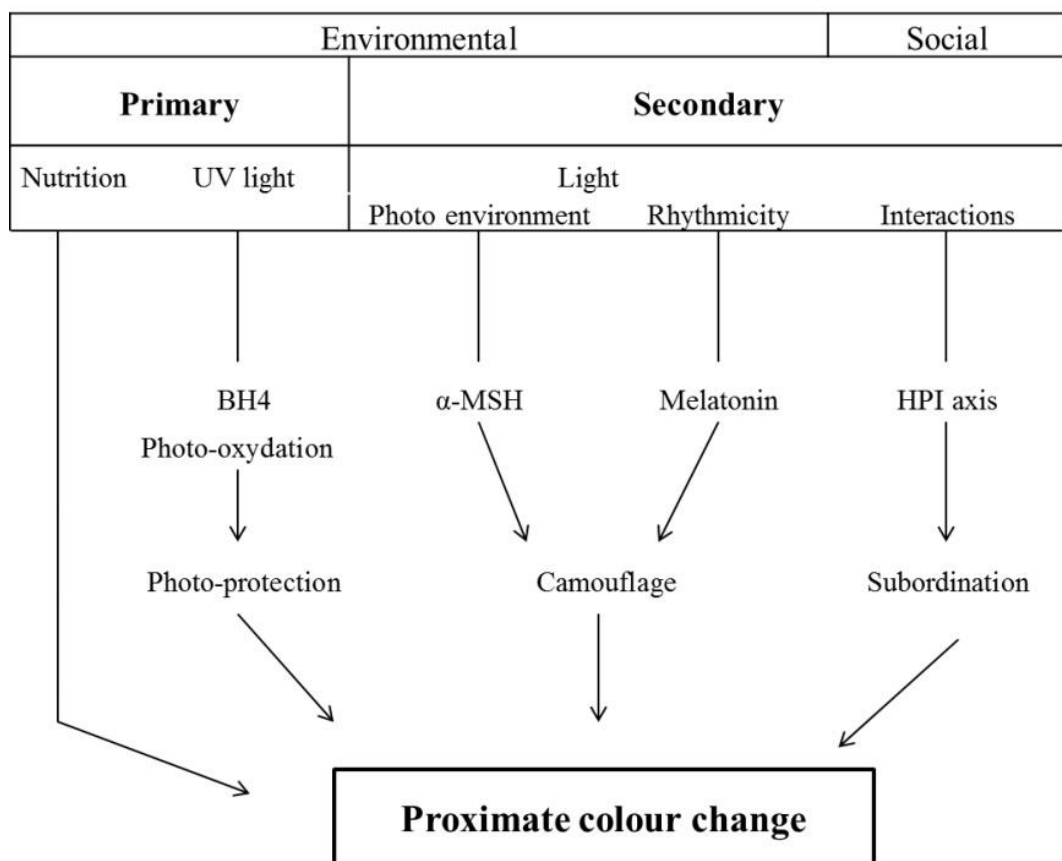 Environmental Social
Primary Secondary
Nutrition UV light Light
Photo environment Rhythmicity Interactions
BH4 α-MSH Melatonin HPI axis
Photo-oxydation
Photo-protection Camouflage Subordination
Proximate colour change